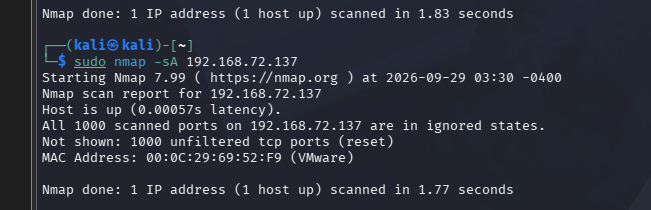 Nmap done: 1 IP address (1 host up) scanned in 1.83 seconds
┌──(kali㉿kali)-[~]
└─$ sudo nmap -sA 192.168.72.137
Starting Nmap 7.99 ( https://nmap.org ) at 2026-09-29 03:30 -0400
Nmap scan report for 192.168.72.137
Host is up (0.00057s latency).
All 1000 scanned ports on 192.168.72.137 are in ignored states.
Not shown: 1000 unfiltered tcp ports (reset)
MAC Address: 00:0C:29:69:52:F9 (VMware)
Nmap done: 1 IP address (1 host up) scanned in 1.77 seconds